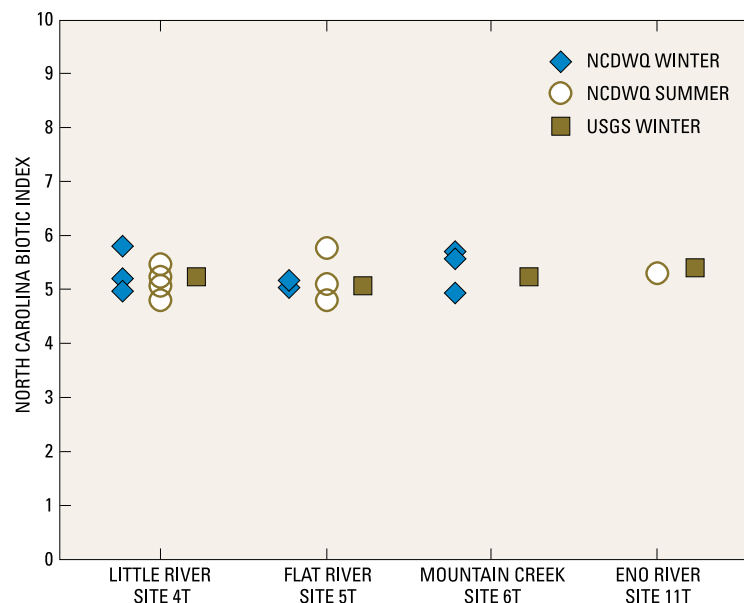 NORTH CAROLINA BIOTIC INDEX
10
9
8
7
6
5
4
3
2
1
0
NCDWQ WINTER
NCDWQ SUMMER
USGS WINTER
LITTLE RIVER
SITE 4T
FLAT RIVER
SITE 5T
MOUNTAIN CREEK
SITE 6T
ENO RIVER
SITE 11T